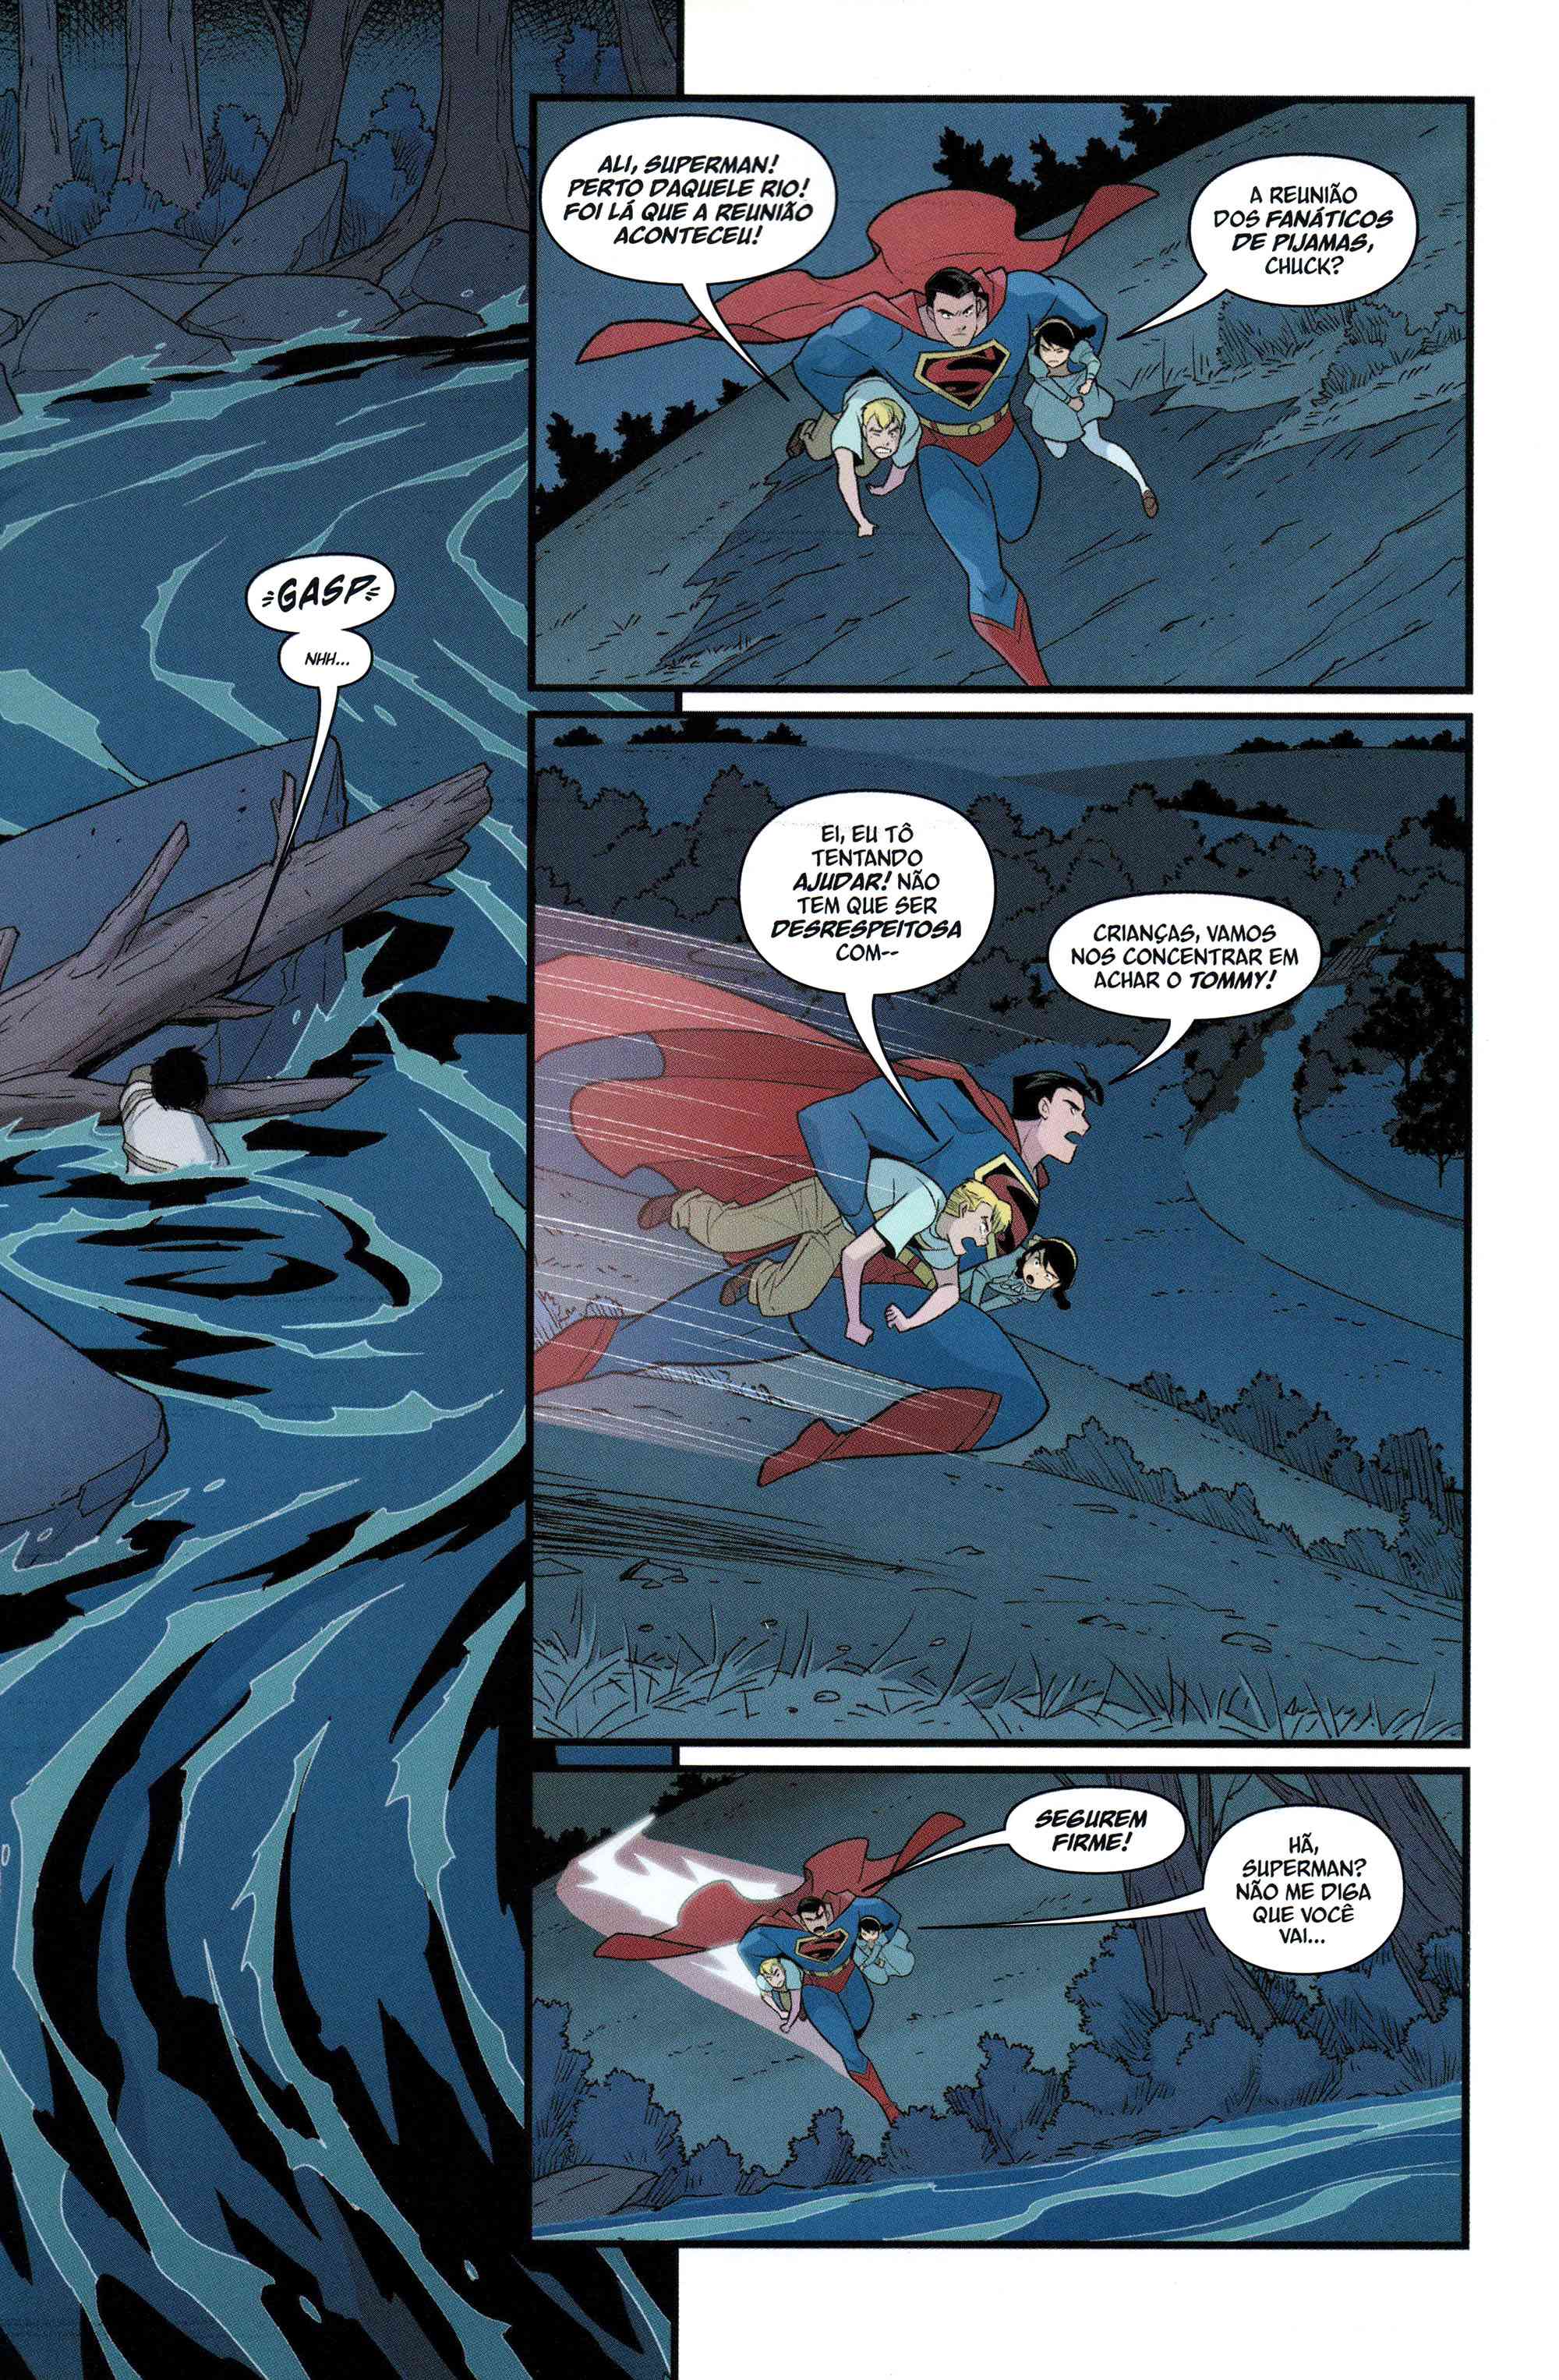 GASP
NHH...
ALI, SUPERMAN!
PERTO DAQUELE RIO!
FOI LÁ QUE A REUNIÃO
ACONTECEU!
A REUNIÃO
DOS FANÁTICOS
DE PIJAMAS,
CHUCK?
EI, EU TÔ
TENTANDO
AJUDAR! NÃO
TEM QUE SER
DESRESPEITOSA
COM--
CRIANÇAS, VAMOS
NOS CONCENTRAR EM
ACHAR O TOMMY!
SEGUREM
FIRME!
HÃ,
SUPERMAN?
NÃO ME DIGA
QUE VOCÊ
VAI...